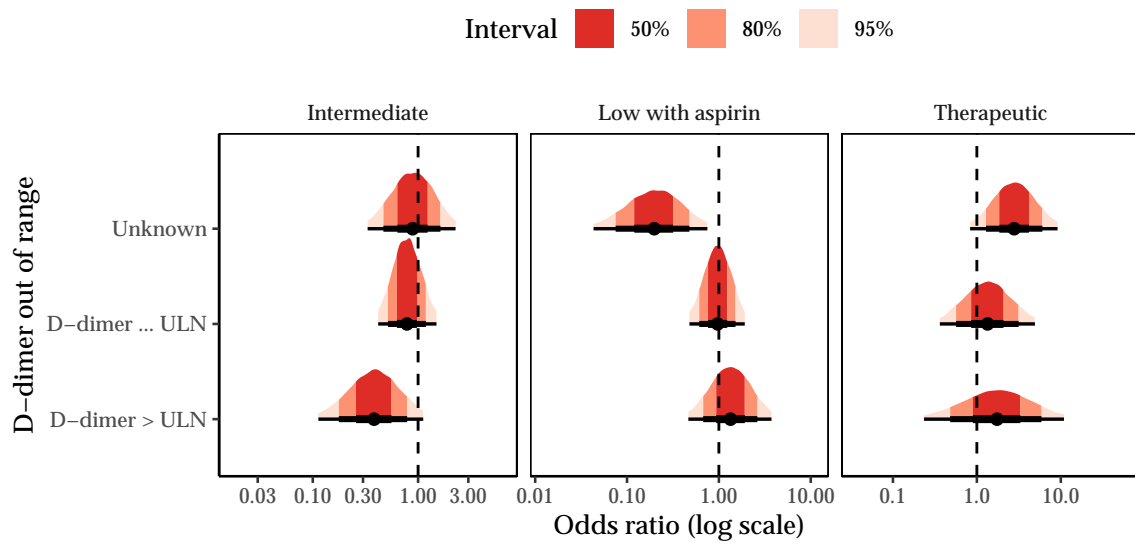 Interval 50% 80% 95%
Intermediate Low with aspirin Therapeutic
D-dimer out of range
Unknown
D−dimer ... ULN
D−dimer > ULN
0.03 0.10 0.30 1.00 3.00 0.01 0.10 1.00 10.00 0.1 1.0 10.0
Odds ratio (log scale)